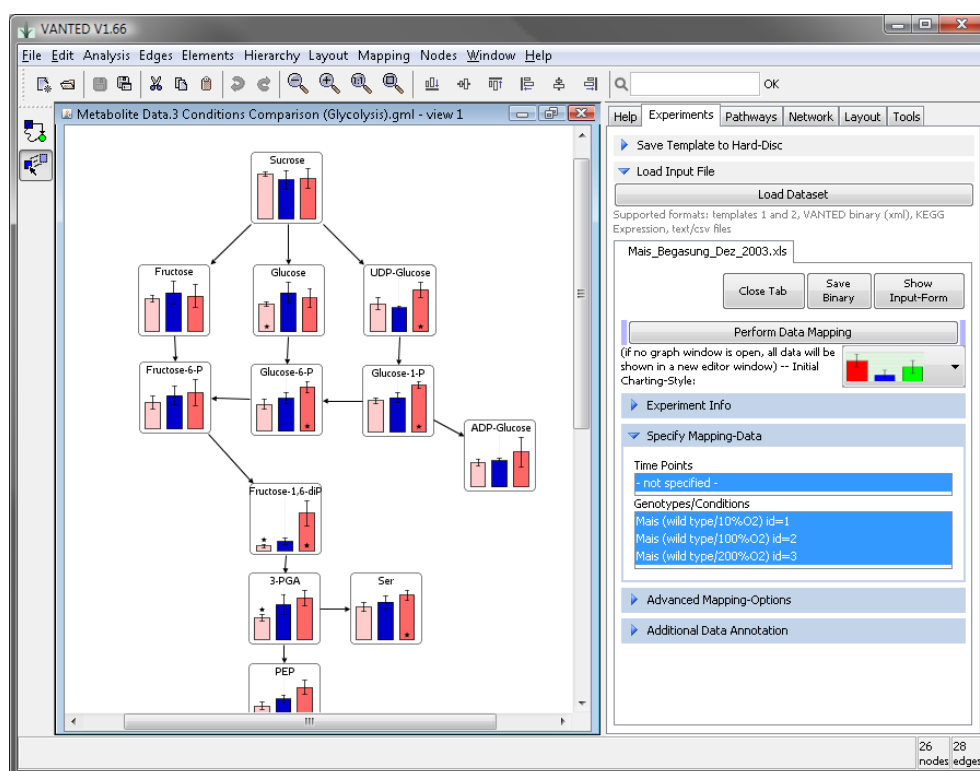 VANTED V1.66
File Edit Analysis Edges Elements Hierarchy Layout Mapping Nodes Window Help
OK
Metabolite Data.3 Conditions Comparison (Glycolysis).gml - view 1
Sucrose
Fructose
Glucose
UDP-Glucose
Fructose-6-P
Glucose-6-P
Glucose-1-P
ADP-Glucose
Fructose-1,6-diP
3-PGA
Ser
PEP
Help Experiments Pathways Network Layout Tools
Save Template to Hard-Disc
Load Input File
Load Dataset
Supported formats: templates 1 and 2, VANTED binary (xml), KEGG
Expression, text/csv files
Mais_Begasung_Dez_2003.xls
Close Tab
Save
Binary
Show
Input-Form
Perform Data Mapping
(if no graph window is open, all data will be
shown in a new editor window) -- Initial
Charting-Style:
Experiment Info
Specify Mapping-Data
Time Points
- not specified -
Genotypes/Conditions
Mais (wild type/10%O2) id=1
Mais (wild type/100%O2) id=2
Mais (wild type/200%O2) id=3
Advanced Mapping-Options
Additional Data Annotation
26
nodes
28
edges